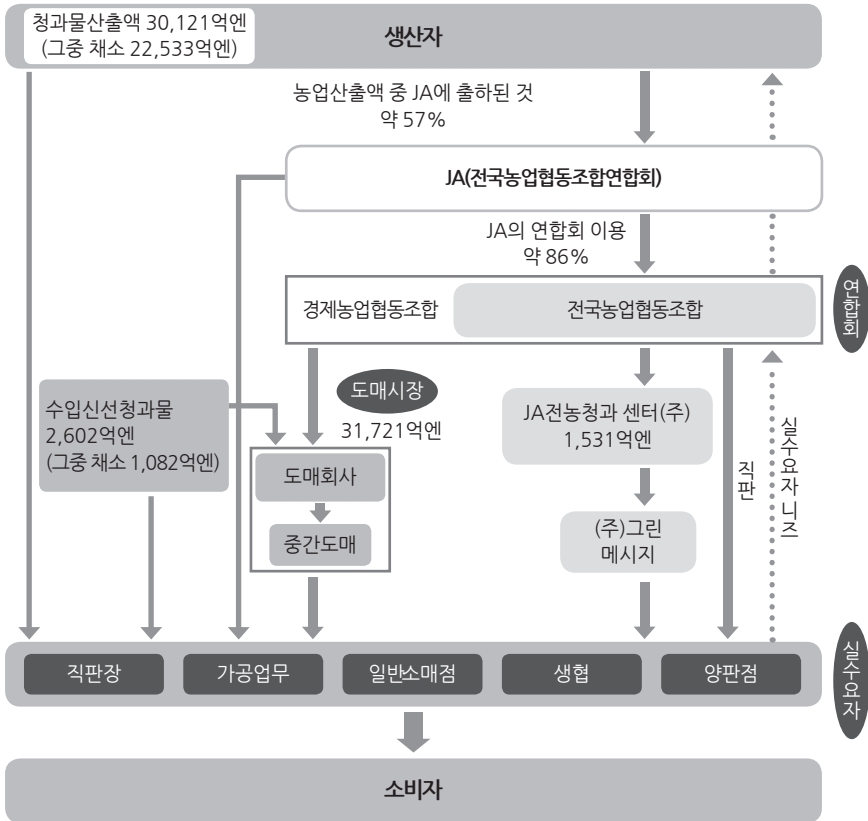 청과물산출액 30,121억엔
(그중 채소 22,533억엔)
생산자
농업산출액 중 JA에 출하된 것
약 57%
JA(전국농업협동조합연합회)
JA의 연합회 이용
약 86%
경제농업협동조합
전국농업협동조합
연합회
수입신선청과물
2,602억엔
(그중 채소 1,082억엔)
도매시장
31,721억엔
도매회사
중간도매
JA전농청과 센터(주)
1,531억엔
(주)그린
메시지
직판
실수요자 니즈
직판장
가공업무
일반소매점
생협
양판점
실수요자
소비자